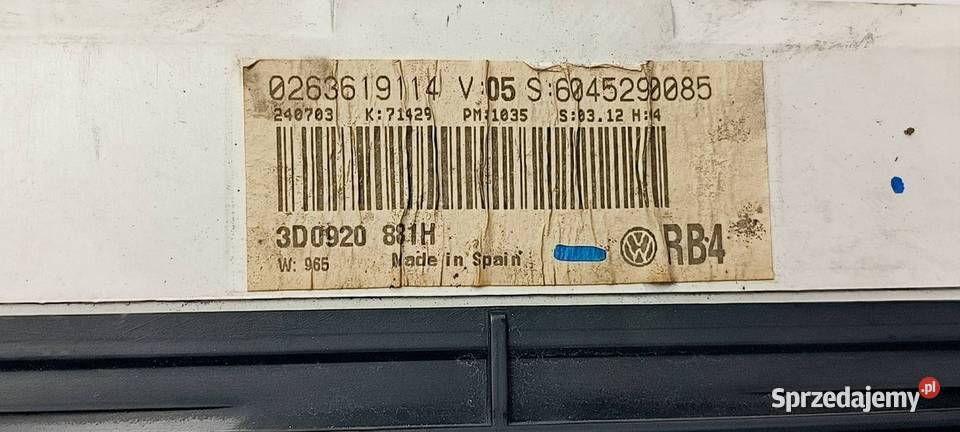 0263619114 V:05 S:6045290085
240703 K:71429 PM:1035 S:03.12 H:4
3D0920 881H
W: 965 Made in Spain RB4
Sprzedajemy.pl